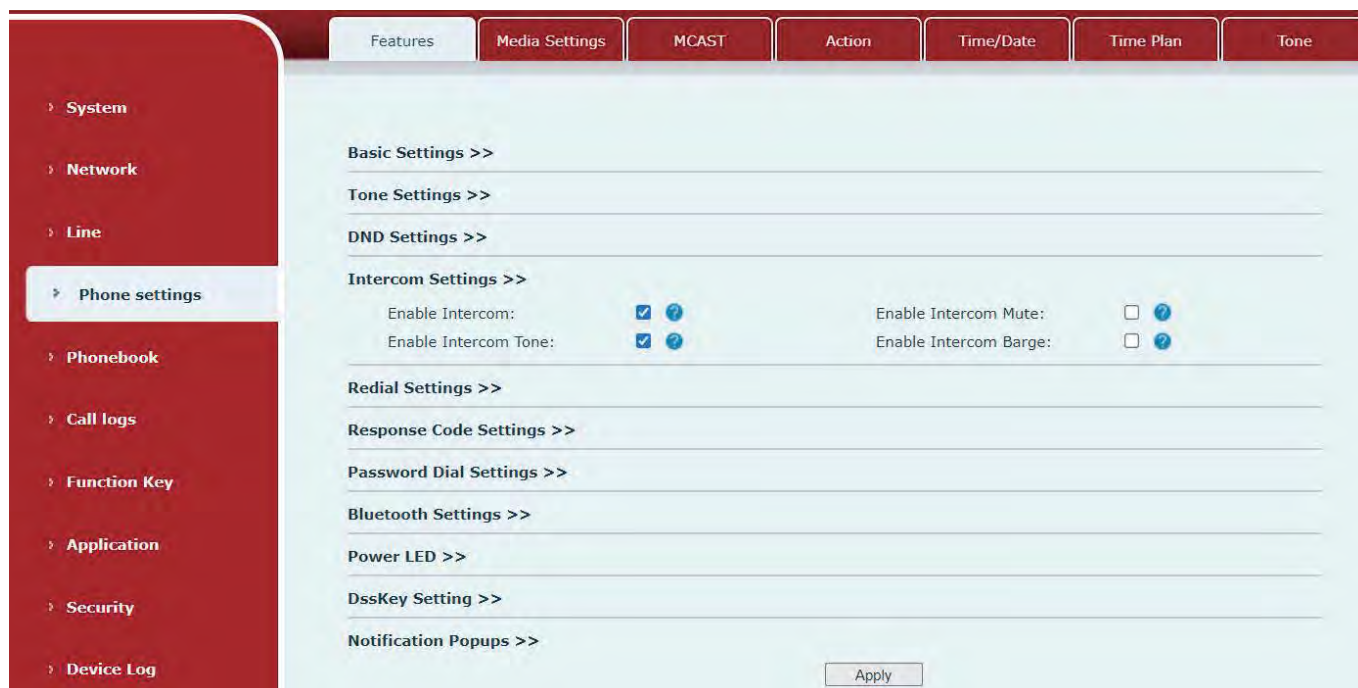 Features Media Settings MCAST Action Time/Date Time Plan Tone
System
Network
Line
Phone settings
Phonebook
Call logs
Function Key
Application
Security
Device Log
Basic Settings >>
Tone Settings >>
DND Settings >>
Intercom Settings >>
Enable Intercom: Enable Intercom Mute:
Enable Intercom Tone: Enable Intercom Barge:
Redial Settings >>
Response Code Settings >>
Password Dial Settings >>
Bluetooth Settings >>
Power LED >>
DssKey Setting >>
Notification Popups >>
Apply